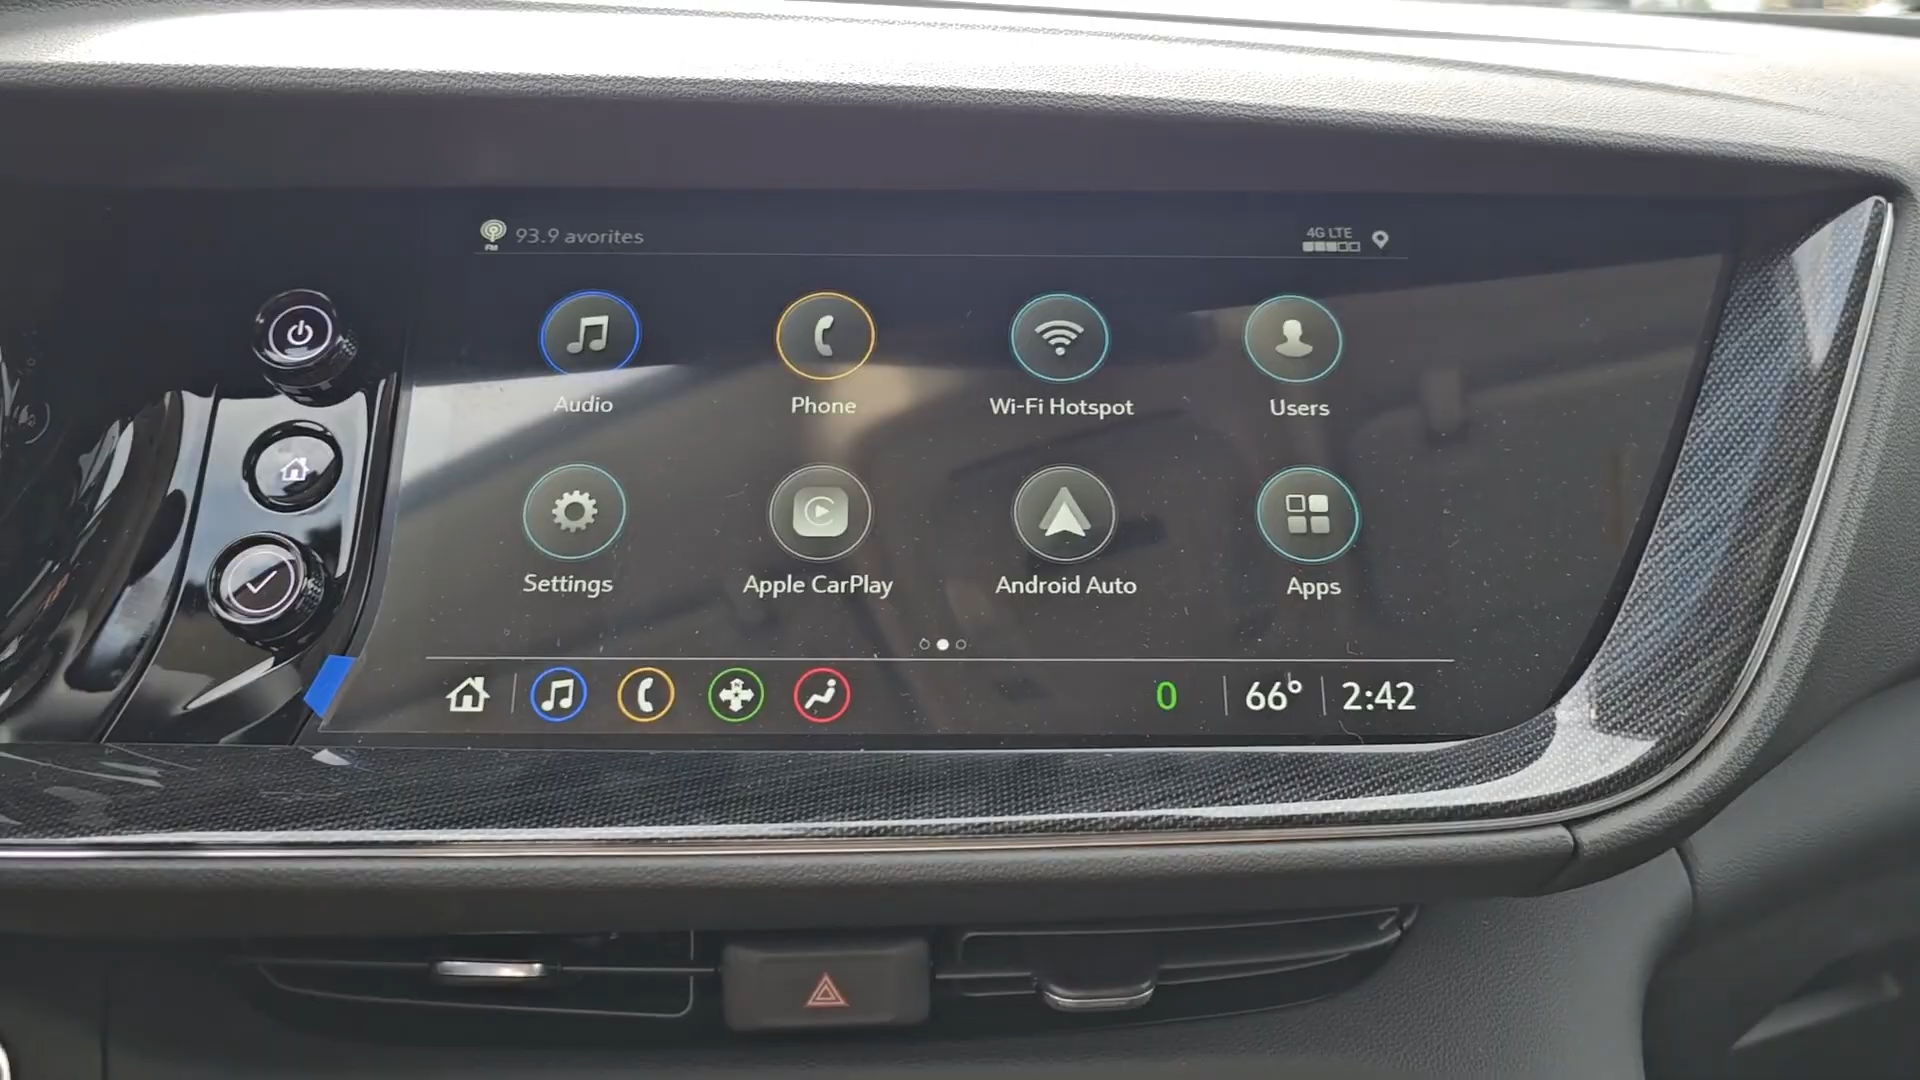 93.9 avorites
4G LTE
FM
Audio
Phone
Wi-Fi Hotspot
Users
Settings
Apple CarPlay
Android Auto
Apps
0
66°
2:42